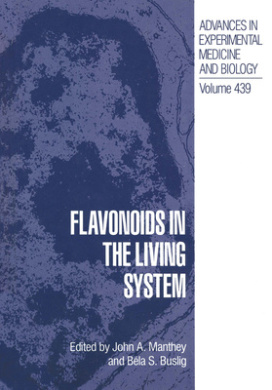 ADVANCES IN
EXPERIMENTAL
MEDICINE
AND BIOLOGY
Volume 439
FLAVONOIDS IN
THE LIVING
SYSTEM
Edited by John A. Manthey
and Béla S. Buslig